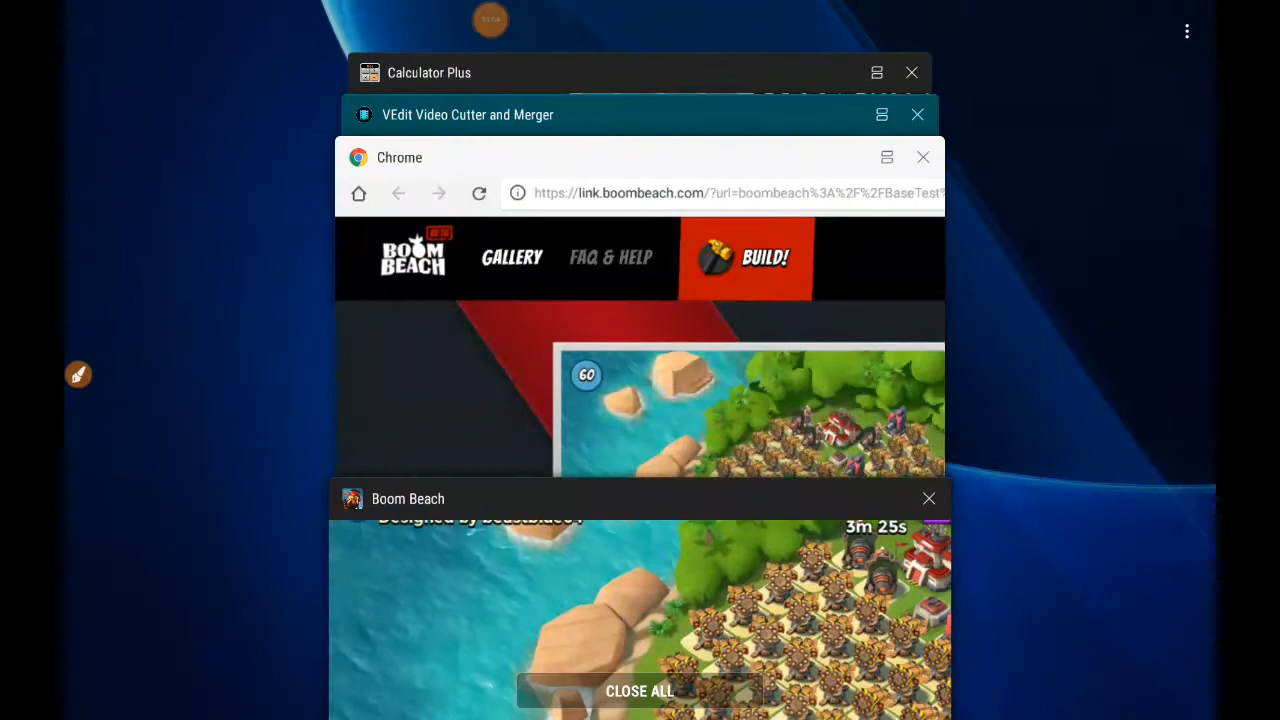 Calculator Plus
VEdit Video Cutter and Merger
Chrome
https://link.boombeach.com/?url=boombeach%3A%2F%2FBaseTest%
BOOM BEACH
GALLERY
FAQ & HELP
BUILD!
60
Boom Beach
3m 25s
CLOSE ALL